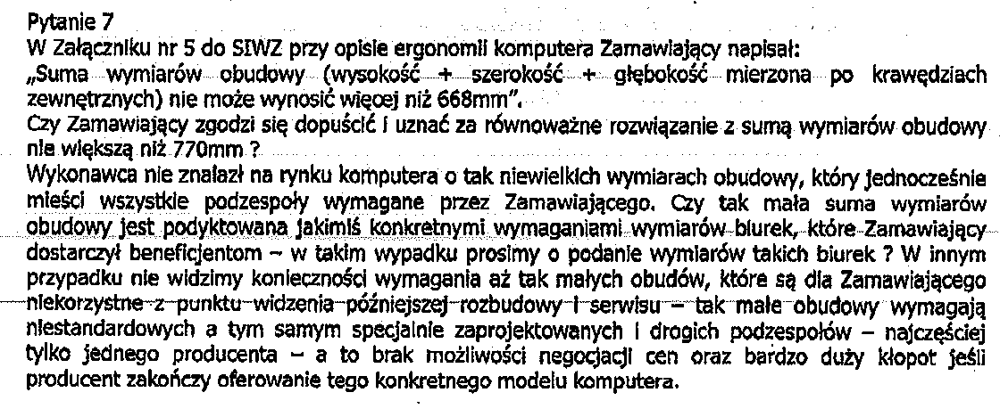 Pytanie 7
W Załączniku nr 5 do SIWZ przy opisie ergonomii komputera Zamawiający napisał:
„Suma wymiarów obudowy (wysokość + szerokość + głębokość mierzona po krawędziach
zewnętrznych) nie może wynosić więcej niż 668mm".
Czy Zamawiający zgodzi się dopuścić i uznać za równoważne rozwiązanie z sumą wymiarów obudowy
nie większą niż 770mm ?
Wykonawca nie znalazł na rynku komputera o tak niewielkich wymiarach obudowy, który jednocześnie
mieści wszystkie podzespoły wymagane przez Zamawiającego. Czy tak mała suma wymiarów
obudowy jest podyktowana jakimiś konkretnymi wymaganiami wymiarów biurek, które Zamawiający
dostarczył beneficjentom – w takim wypadku prosimy o podanie wymiarów takich biurek ? W innym
przypadku nie widzimy konieczności wymagania aż tak małych obudów, które są dla Zamawiającego
niekorzystne z punktu widzenia późniejszej rozbudowy i serwisu – tak małe obudowy wymagają
niestandardowych a tym samym specjalnie zaprojektowanych i drogich podzespołów – najczęściej
tylko jednego producenta – a to brak możliwości negocjacji cen oraz bardzo duży kłopot jeśli
producent zakończy oferowanie tego konkretnego modelu komputera.